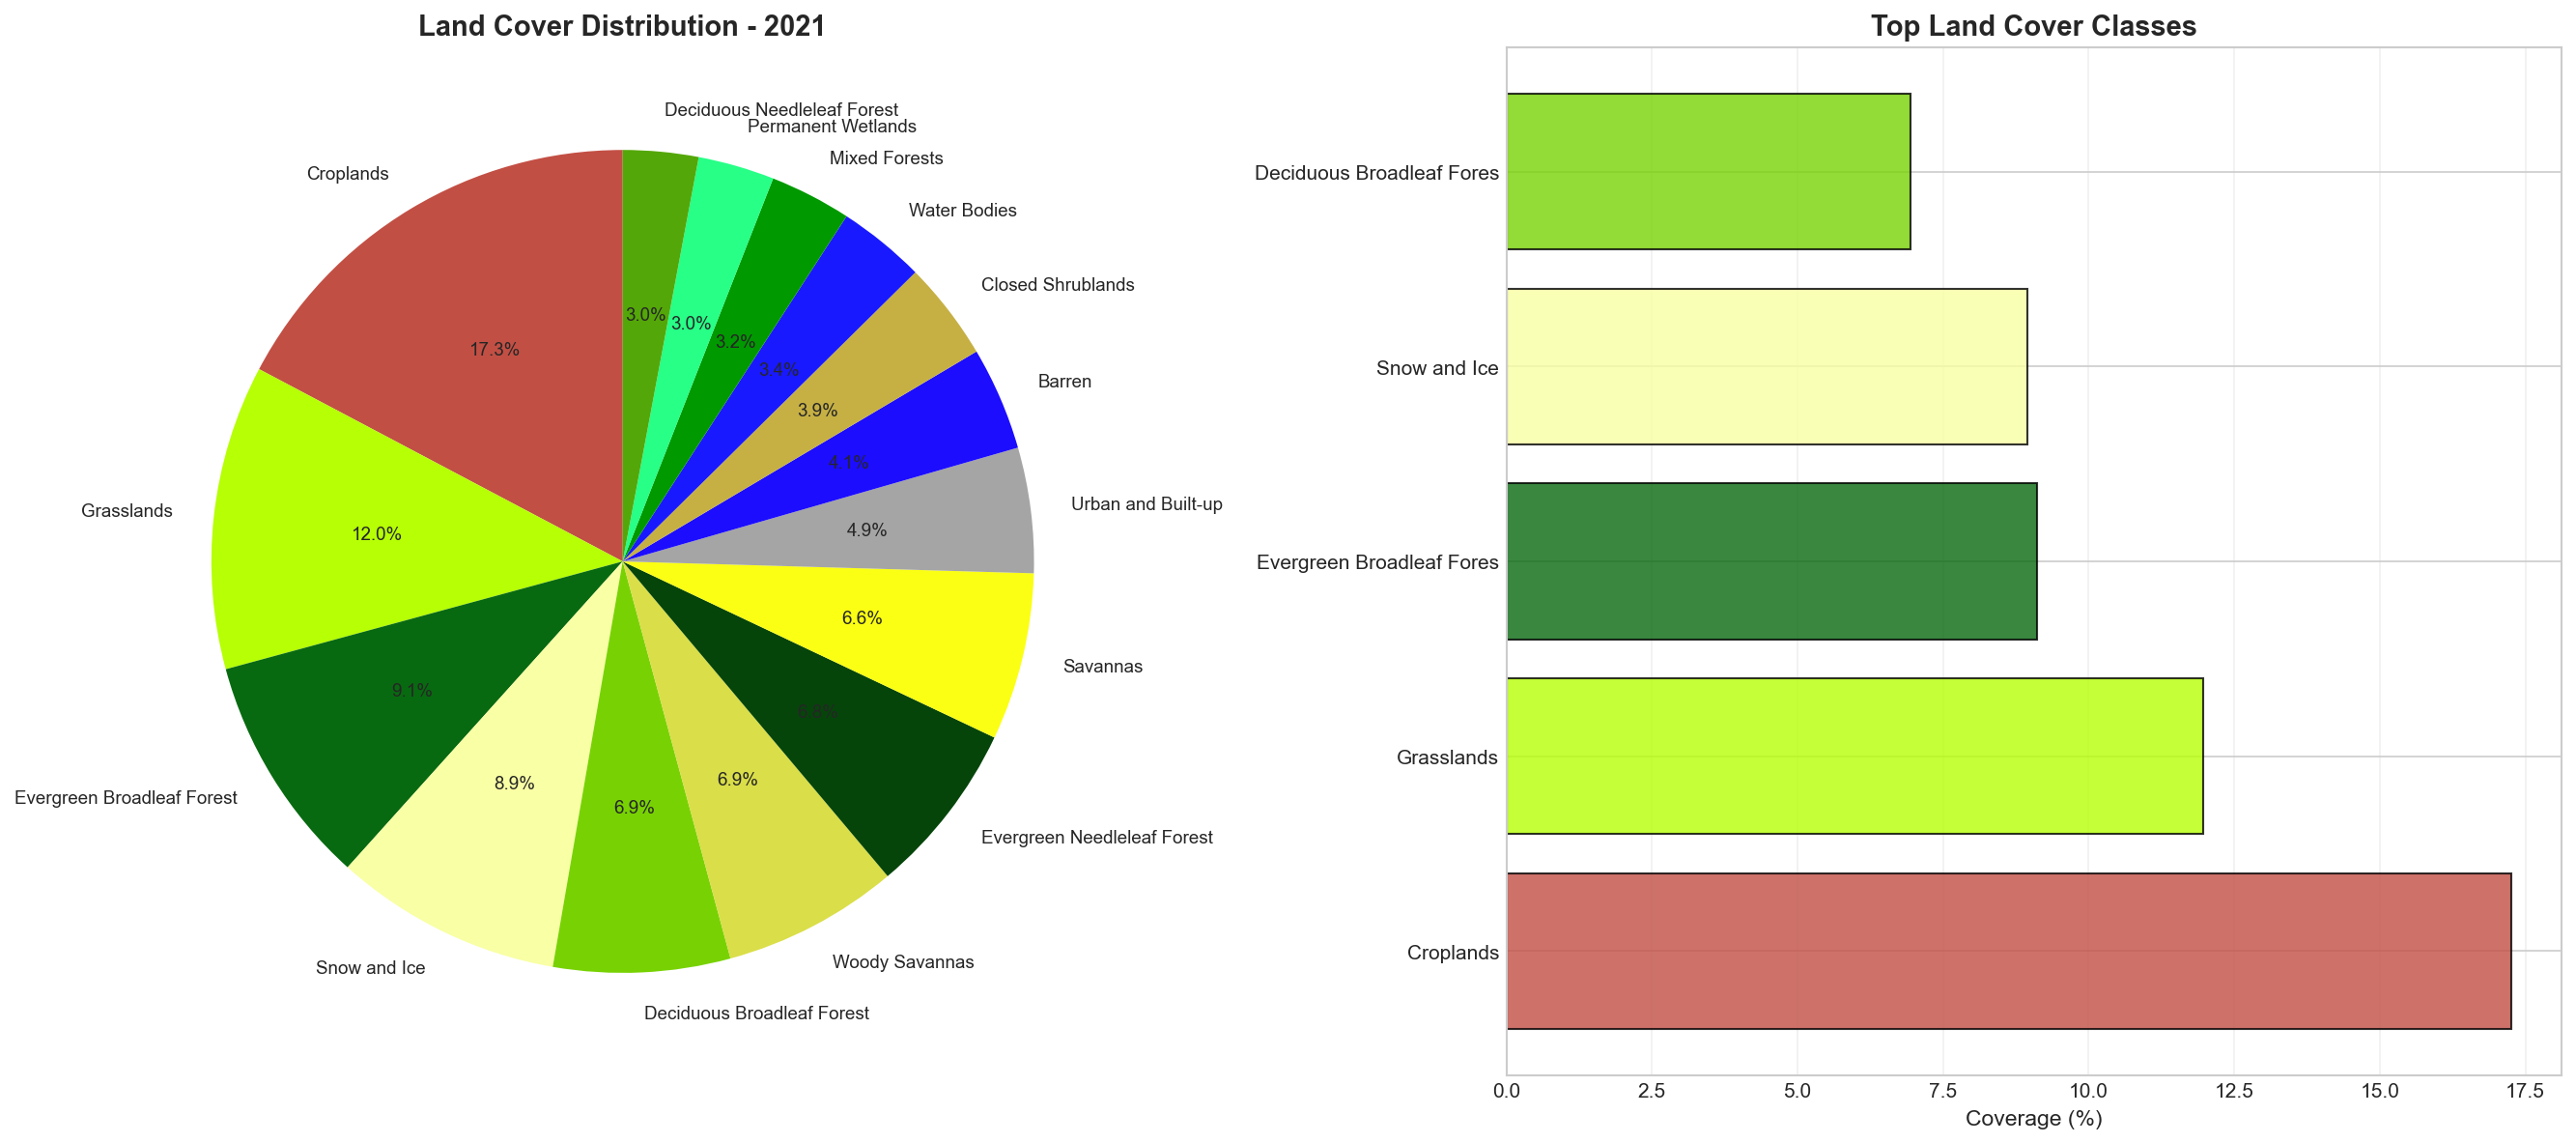 Land Cover Distribution - 2021
Deciduous Needleleaf Forest
Permanent Wetlands
Mixed Forests
Water Bodies
Closed Shrublands
Barren
Urban and Built-up
Savannas
Evergreen Needleleaf Forest
Woody Savannas
Deciduous Broadleaf Forest
Snow and Ice
Evergreen Broadleaf Forest
Grasslands
Croplands
3.0%
3.0%
3.2%
3.4%
3.9%
4.1%
4.9%
6.6%
6.8%
6.9%
6.9%
8.9%
9.1%
12.0%
17.3%
Top Land Cover Classes
Deciduous Broadleaf Fores
Snow and Ice
Evergreen Broadleaf Fores
Grasslands
Croplands
0.0 2.5 5.0 7.5 10.0 12.5 15.0 17.5
Coverage (%)